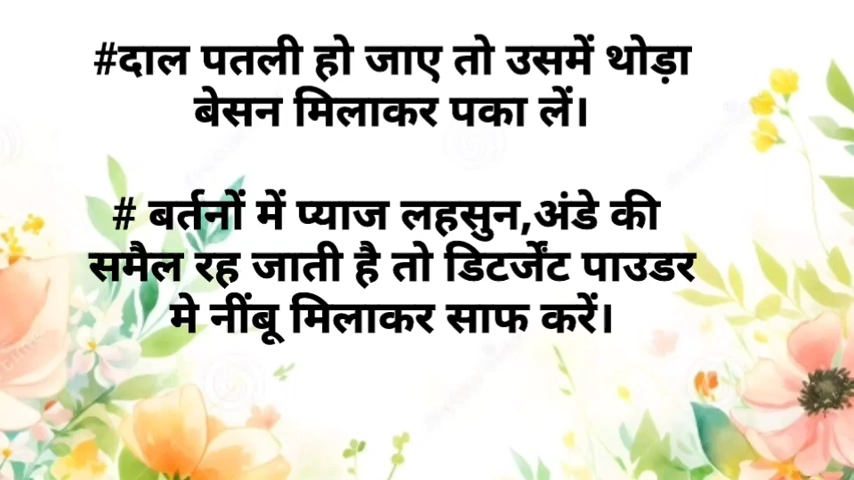 #दाल पतली हो जाए तो उसमें थोड़ा
बेसन मिलाकर पका लें।
# बर्तनों में प्याज लहसुन,अंडे की
समैल रह जाती है तो डिटर्जेंट पाउडर
मे नींबू मिलाकर साफ करें।